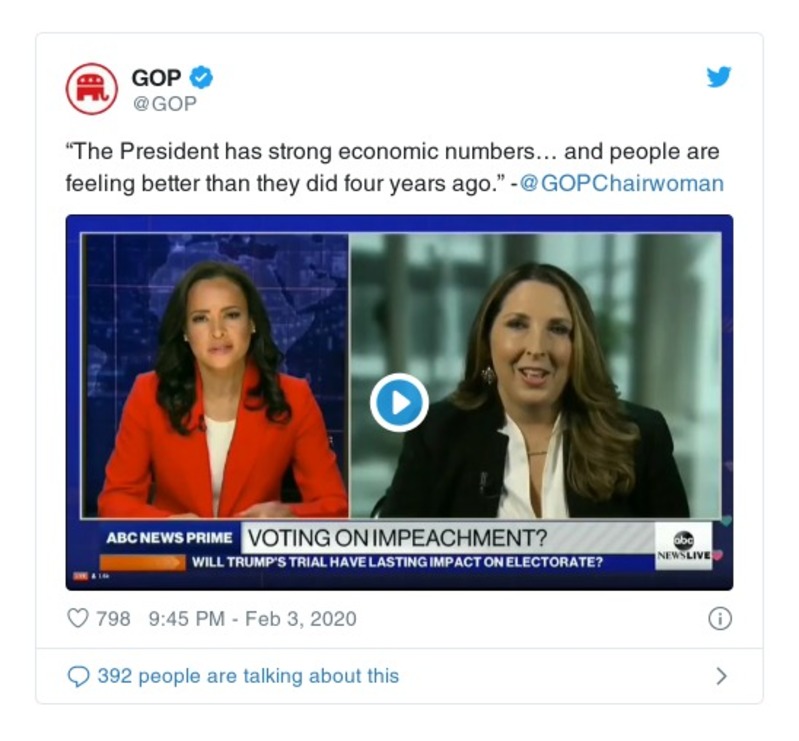 GOP
@GOP
“The President has strong economic numbers… and people are
feeling better than they did four years ago.” -@GOPChairwoman
ABC NEWS PRIME
VOTING ON IMPEACHMENT?
abc
NEWSLIVE
WILL TRUMP'S TRIAL HAVE LASTING IMPACT ON ELECTORATE?
LIVE
798 9:45 PM - Feb 3, 2020
392 people are talking about this